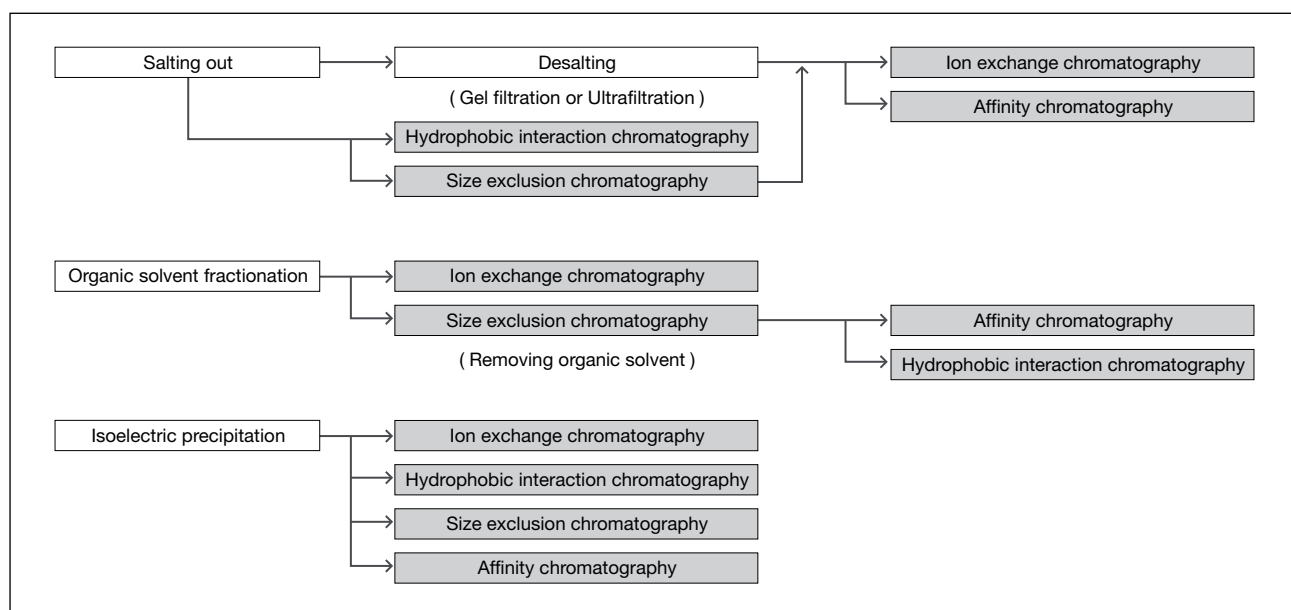 Salting out
Desalting
( Gel filtration or Ultrafiltration )
Hydrophobic interaction chromatography
Size exclusion chromatography
Ion exchange chromatography
Affinity chromatography
Organic solvent fractionation
Ion exchange chromatography
Size exclusion chromatography
( Removing organic solvent )
Affinity chromatography
Hydrophobic interaction chromatography
Isoelectric precipitation
Ion exchange chromatography
Hydrophobic interaction chromatography
Size exclusion chromatography
Affinity chromatography